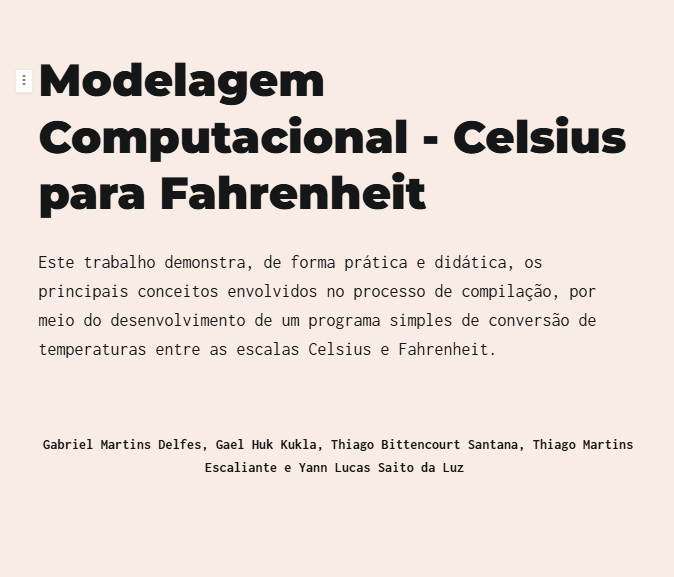 Modelagem
Computacional - Celsius
para Fahrenheit
Este trabalho demonstra, de forma prática e didática, os
principais conceitos envolvidos no processo de compilação, por
meio do desenvolvimento de um programa simples de conversão de
temperaturas entre as escalas Celsius e Fahrenheit.
Gabriel Martins Delfes, Gael Huk Kukla, Thiago Bittencourt Santana, Thiago Martins
Escaliante e Yann Lucas Saito da Luz